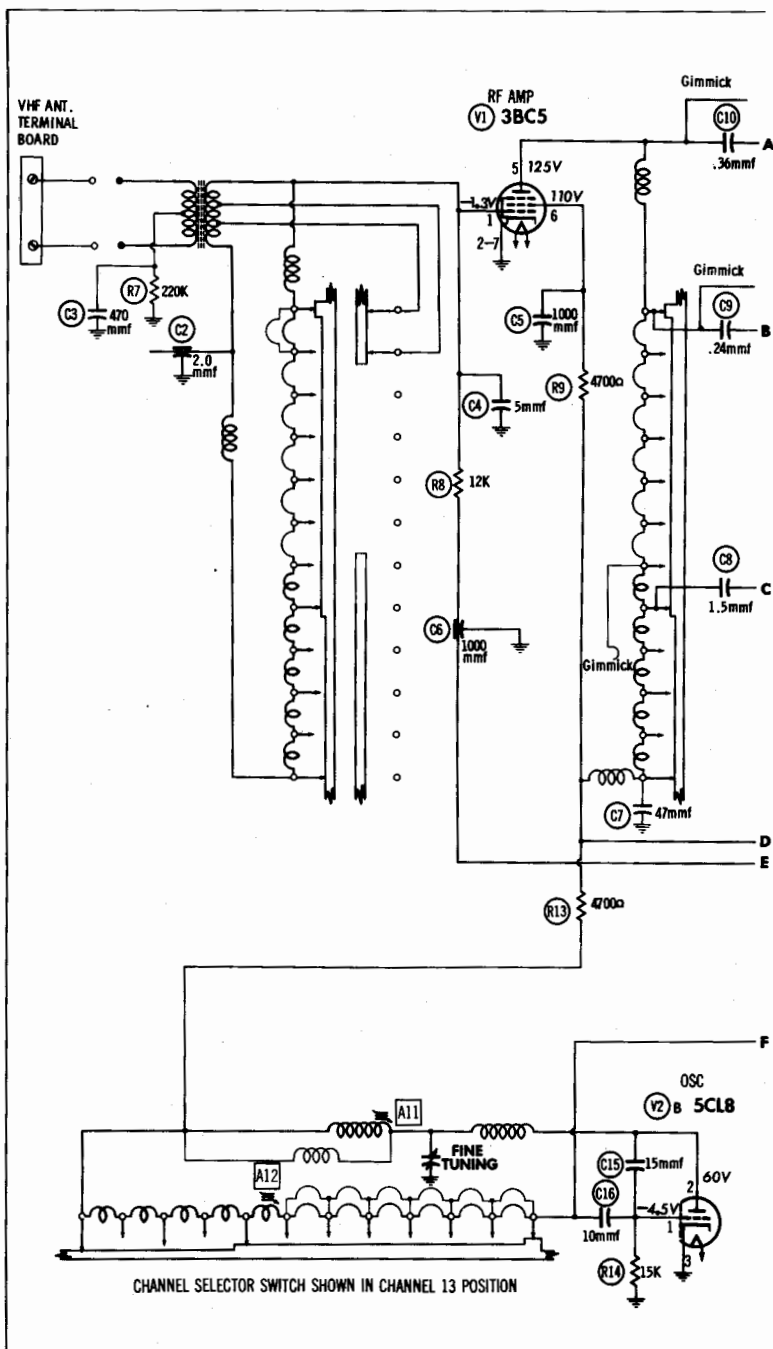 Gimmick
RF AMP
V1 3BC5
C10
A
.36mmf
VHF ANT.
TERMINAL
BOARD
5 125V
-1.3V
110V
1
6
2-7
Gimmick
C9
B
.24mmf
R7 220K
C3 470
mmf
C2
2.0
mmf
C5 1000
mmf
R9 4700Ω
C4 5mmf
R8 12K
C8
C
1.5mmf
C6
1000
mmf
Gimmick
C7 47mmf
D
E
R13 4700Ω
F
OSC
V2 B 5CL8
A11
FINE
TUNING
A12
C15 15mmf
2 60V
C16
-4.5V
10mmf
1
3
R14 15K
CHANNEL SELECTOR SWITCH SHOWN IN CHANNEL 13 POSITION